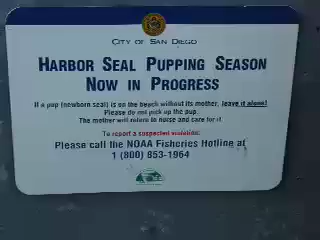 CITY OF SAN DIEGO
HARBOR SEAL PUPPING SEASON
NOW IN PROGRESS
If a pup (newborn seal) is on the beach without its mother, leave it alone!
Please do not pick up the pup.
The mother will return to nurse and care for it.
To report a suspected violation:
Please call the NOAA Fisheries Hotline at
1 (800) 853-1964